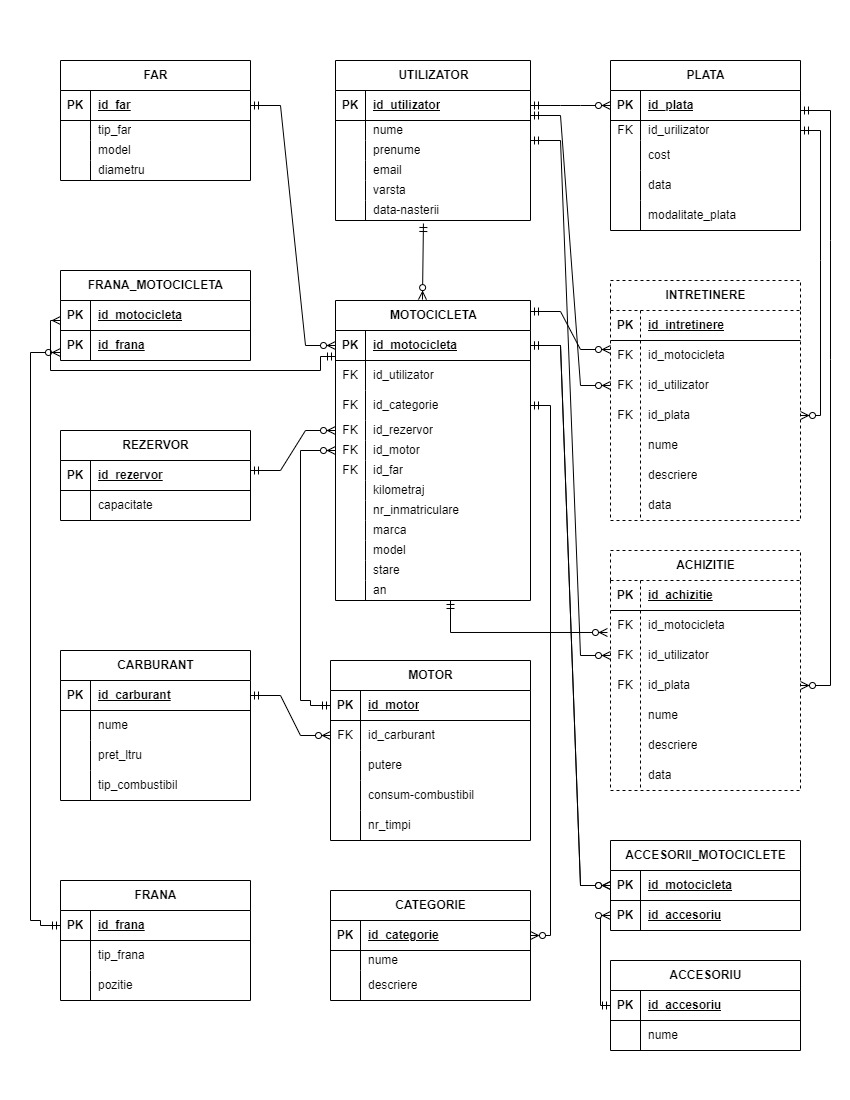 FAR
PK id_far
tip_far
model
diametru
UTILIZATOR
PK id_utilizator
nume
prenume
email
varsta
data-nasterii
PLATA
PK id_plata
FK id_urilizator
cost
data
modalitate_plata
FRANA_MOTOCICLETA
PK id_motocicleta
PK id_frana
MOTOCICLETA
PK id_motocicleta
FK id_utilizator
FK id_categorie
FK id_rezervor
FK id_motor
FK id_far
kilometraj
nr_inmatriculare
marca
model
stare
an
INTRETINERE
PK id_intretinere
FK id_motocicleta
FK id_utilizator
FK id_plata
nume
descriere
data
REZERVOR
PK id_rezervor
capacitate
ACHIZITIE
PK id_achizitie
FK id_motocicleta
FK id_utilizator
FK id_plata
nume
descriere
data
CARBURANT
PK id_carburant
nume
pret_ltru
tip_combustibil
MOTOR
PK id_motor
FK id_carburant
putere
consum-combustibil
nr_timpi
ACCESORII_MOTOCICLETE
PK id_motocicleta
PK id_accesoriu
FRANA
PK id_frana
tip_frana
pozitie
CATEGORIE
PK id_categorie
nume
descriere
ACCESORIU
PK id_accesoriu
nume